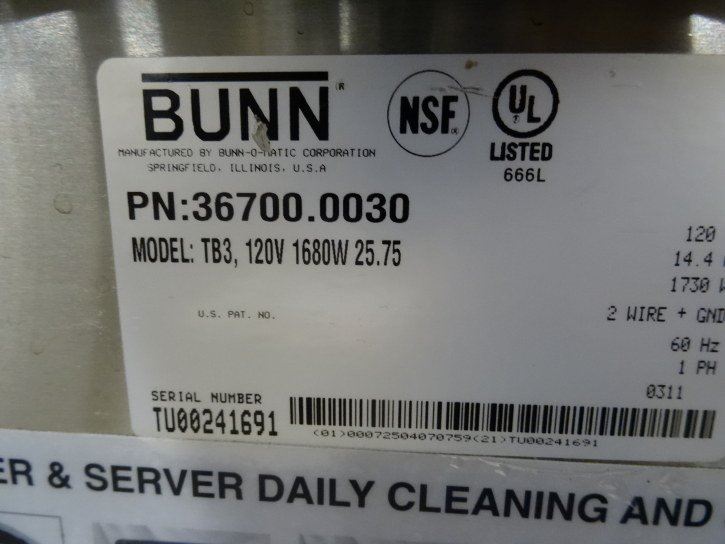 BUNN®
MANUFACTURED BY BUNN-O-MATIC CORPORATION
SPRINGFIELD, ILLINOIS, U.S.A
NSF®
UL
LISTED
666L
PN:36700.0030
MODEL: TB3, 120V 1680W 25.75
120
14.4
1730 W
2 WIRE + GND
60 Hz
1 PH
0311
U.S. PAT. NO.
SERIAL NUMBER
TU00241691
(01)00072504070759(21)TU00241691
ER & SERVER DAILY CLEANING AND